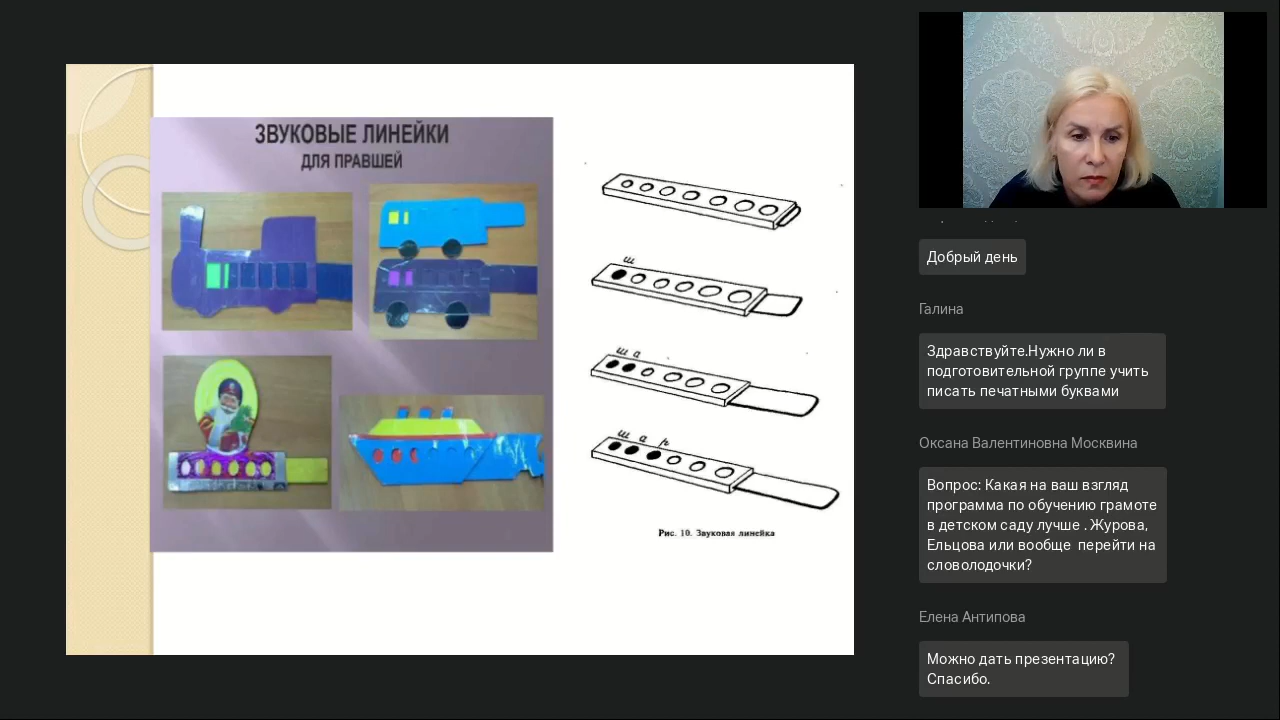 ЗВУКОВЫЕ ЛИНЕЙКИ
ДЛЯ ПРАВШЕЙ
ш
ш а
ш а р
Рис. 10. Звуковая линейка
Добрый день
Галина
Здравствуйте.Нужно ли в
подготовительной группе учить
писать печатными буквами
Оксана Валентиновна Москвина
Вопрос: Какая на ваш взгляд
программа по обучению грамоте
в детском саду лучше . Журова,
Ельцова или вообще перейти на
словолодочки?
Елена Антипова
Можно дать презентацию?
Спасибо.